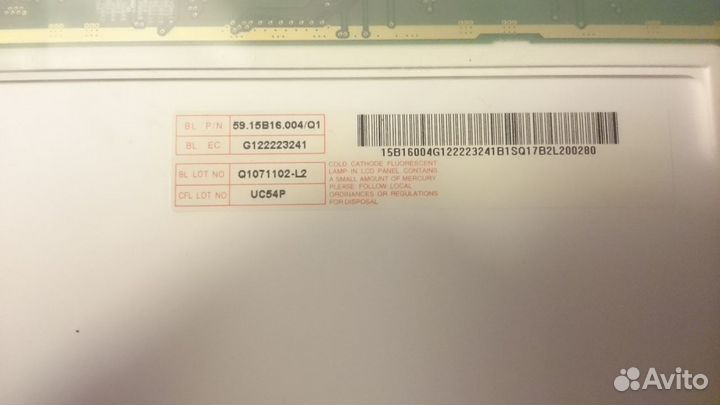 BL P/N 59.15B16.004/Q1
BL EC G122223241
BL LOT NO Q1071102-L2
CFL LOT NO UC54P
15B16004G122223241B1SQ17B2L200280
COLD CATHODE FLUORESCENT
LAMP IN LCD PANEL CONTAINS
A SMALL AMOUNT OF MERCURY.
PLEASE FOLLOW LOCAL
ORDINANCES OR REGULATIONS
FOR DISPOSAL
Avito